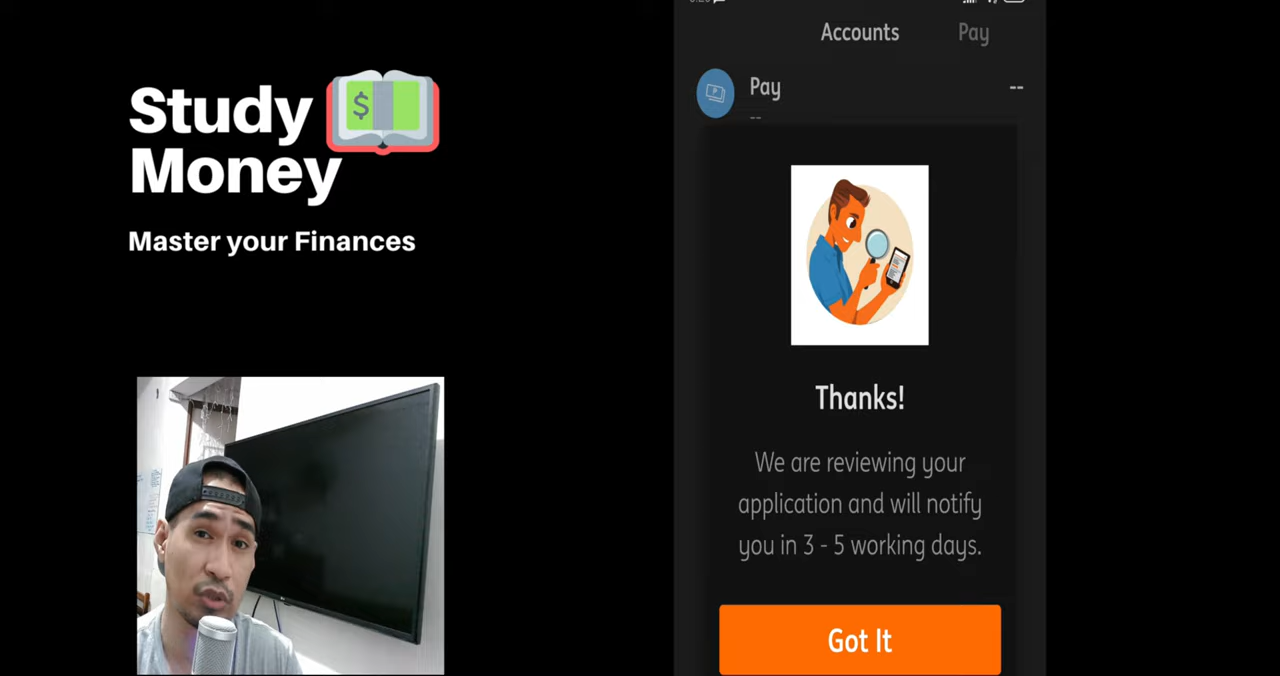 Study
Money
Master your Finances
Accounts
Pay
Pay
--
--
Thanks!
We are reviewing your
application and will notify
you in 3 - 5 working days.
Got It